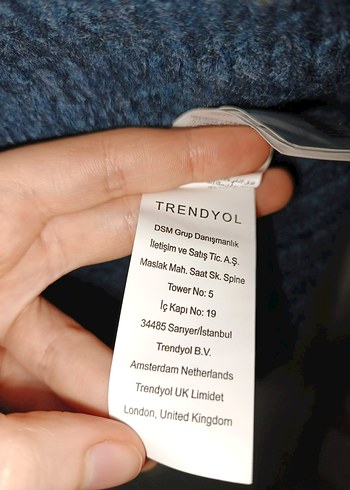 TRENDYOL
DSM Grup Danışmanlık
İletişim ve Satış Tic. A.Ş.
Maslak Mah. Saat Sk. Spine
Tower No: 5
İç Kapı No: 19
34485 Sarıyer/İstanbul
Trendyol B.V.
Amsterdam Netherlands
Trendyol UK Limidet
London, United Kingdom